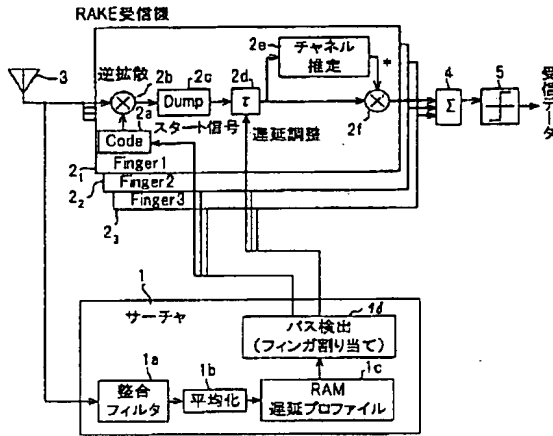 RAKE受信機
3
逆拡散
2b
2c
2d
2e
チャネル
推定
*
Dump
τ
2a
スタート信号
Code
遅延調整
2f
4
Σ
5
受信データ
Finger1
2₁
Finger2
2₂
Finger3
2₃
1
サーチャ
1d
パス検出
(フィンガ割り当て)
1a
整合
フィルタ
1b
平均化
1c
RAM
遅延プロファイル